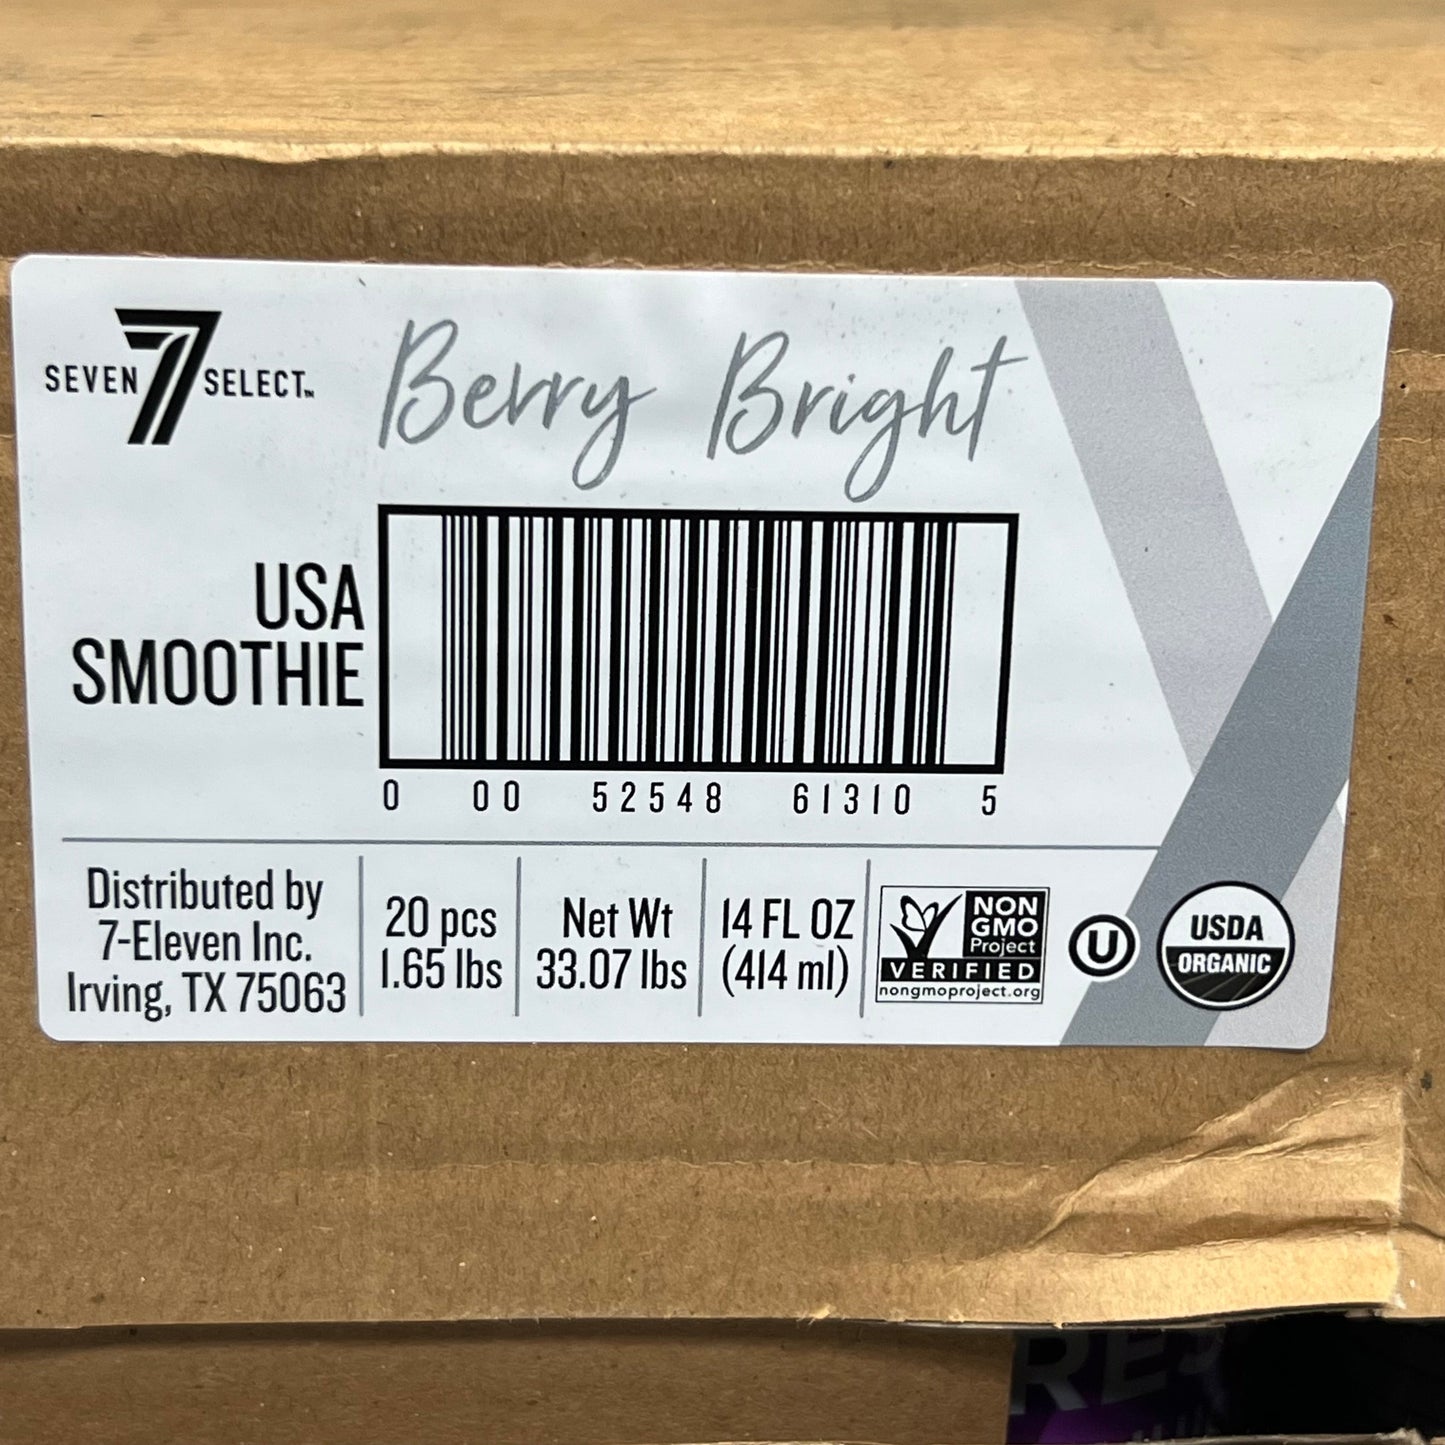 SEVEN 7 SELECT™
Berry Bright
USA
SMOOTHIE
0 00 52548 61310 5
Distributed by
7-Eleven Inc.
Irving, TX 75063
20 pcs
1.65 lbs
Net Wt
33.07 lbs
14 FL OZ
(414 ml)
NON
GMO
Project
VERIFIED
nongmoproject.org
U
USDA
ORGANIC